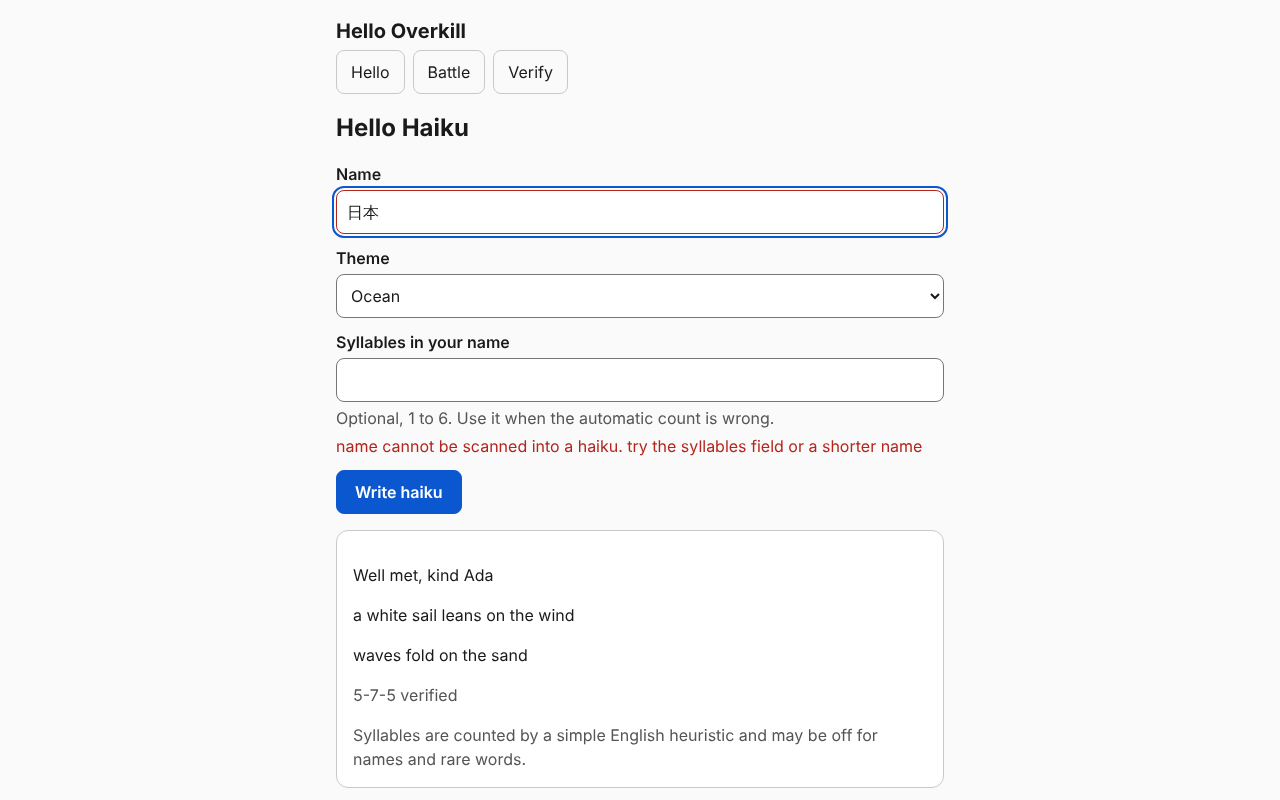 Hello Overkill
Hello
Battle
Verify
Hello Haiku
Name
日本
Theme
Ocean
Syllables in your name
Optional, 1 to 6. Use it when the automatic count is wrong.
name cannot be scanned into a haiku. try the syllables field or a shorter name
Write haiku
Well met, kind Ada
a white sail leans on the wind
waves fold on the sand
5-7-5 verified
Syllables are counted by a simple English heuristic and may be off for
names and rare words.